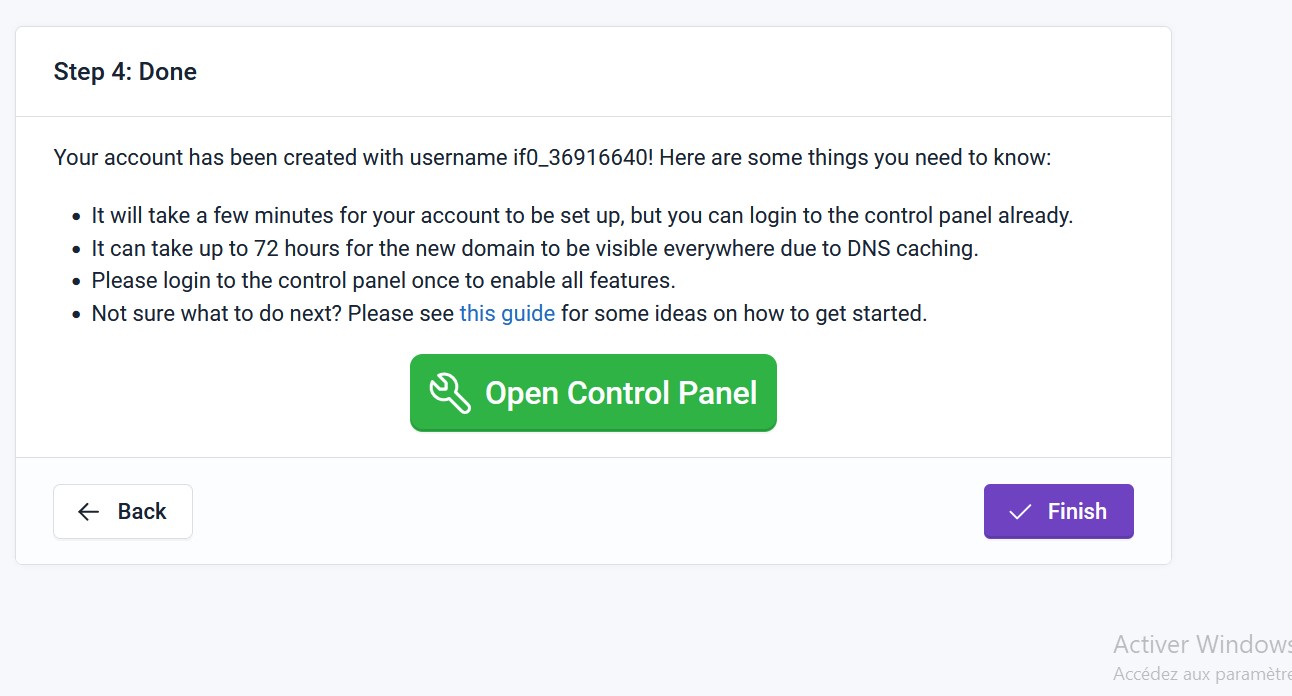 Step 4: Done
Your account has been created with username if0_36916640! Here are some things you need to know:
It will take a few minutes for your account to be set up, but you can login to the control panel already.
It can take up to 72 hours for the new domain to be visible everywhere due to DNS caching.
Please login to the control panel once to enable all features.
Not sure what to do next? Please see this guide for some ideas on how to get started.
Open Control Panel
Back
Finish
Activer Windows
Accédez aux paramètre